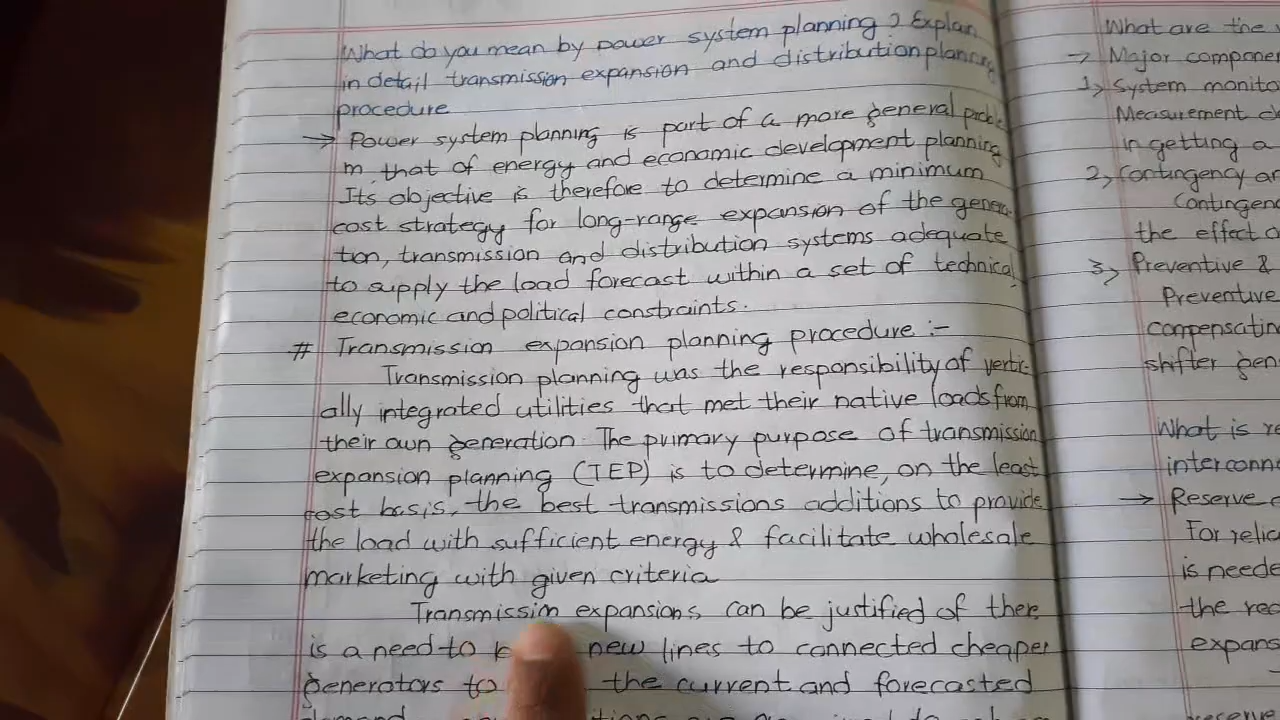 What do you mean by power system planning ? Explain
in detail transmission expansion and distribution planning
procedure
→ Power system planning is part of a more general proble
m that of energy and economic development planning
Its objective is therefore to determine a minimum
cost strategy for long-range expansion of the genera-
tion, transmission and distribution systems adequate
to supply the load forecast within a set of technical,
economic and political constraints.
# Transmission expansion planning procedure :-
Transmission planning was the responsibility of vertic-
ally integrated utilities that met their native loads from
their own generation. The primary purpose of transmission
expansion planning (TEP) is to determine, on the least
cost basis, the best transmissions additions to provide
the load with sufficient energy & facilitate wholesale
marketing with given criteria
Transmission expansions can be justified of there
is a need to new lines to connected cheaper
generators to the current and forecasted
demand
What are the
→ Major componen
1) System monito
Measurement
in getting a
2) Contingency an
Contingenc
the effect o
3) Preventive &
Preventive
conpensatin
shifter gen
What is re
interconn
→ Reserve
For relia
is neede
the rec
expans
reserve